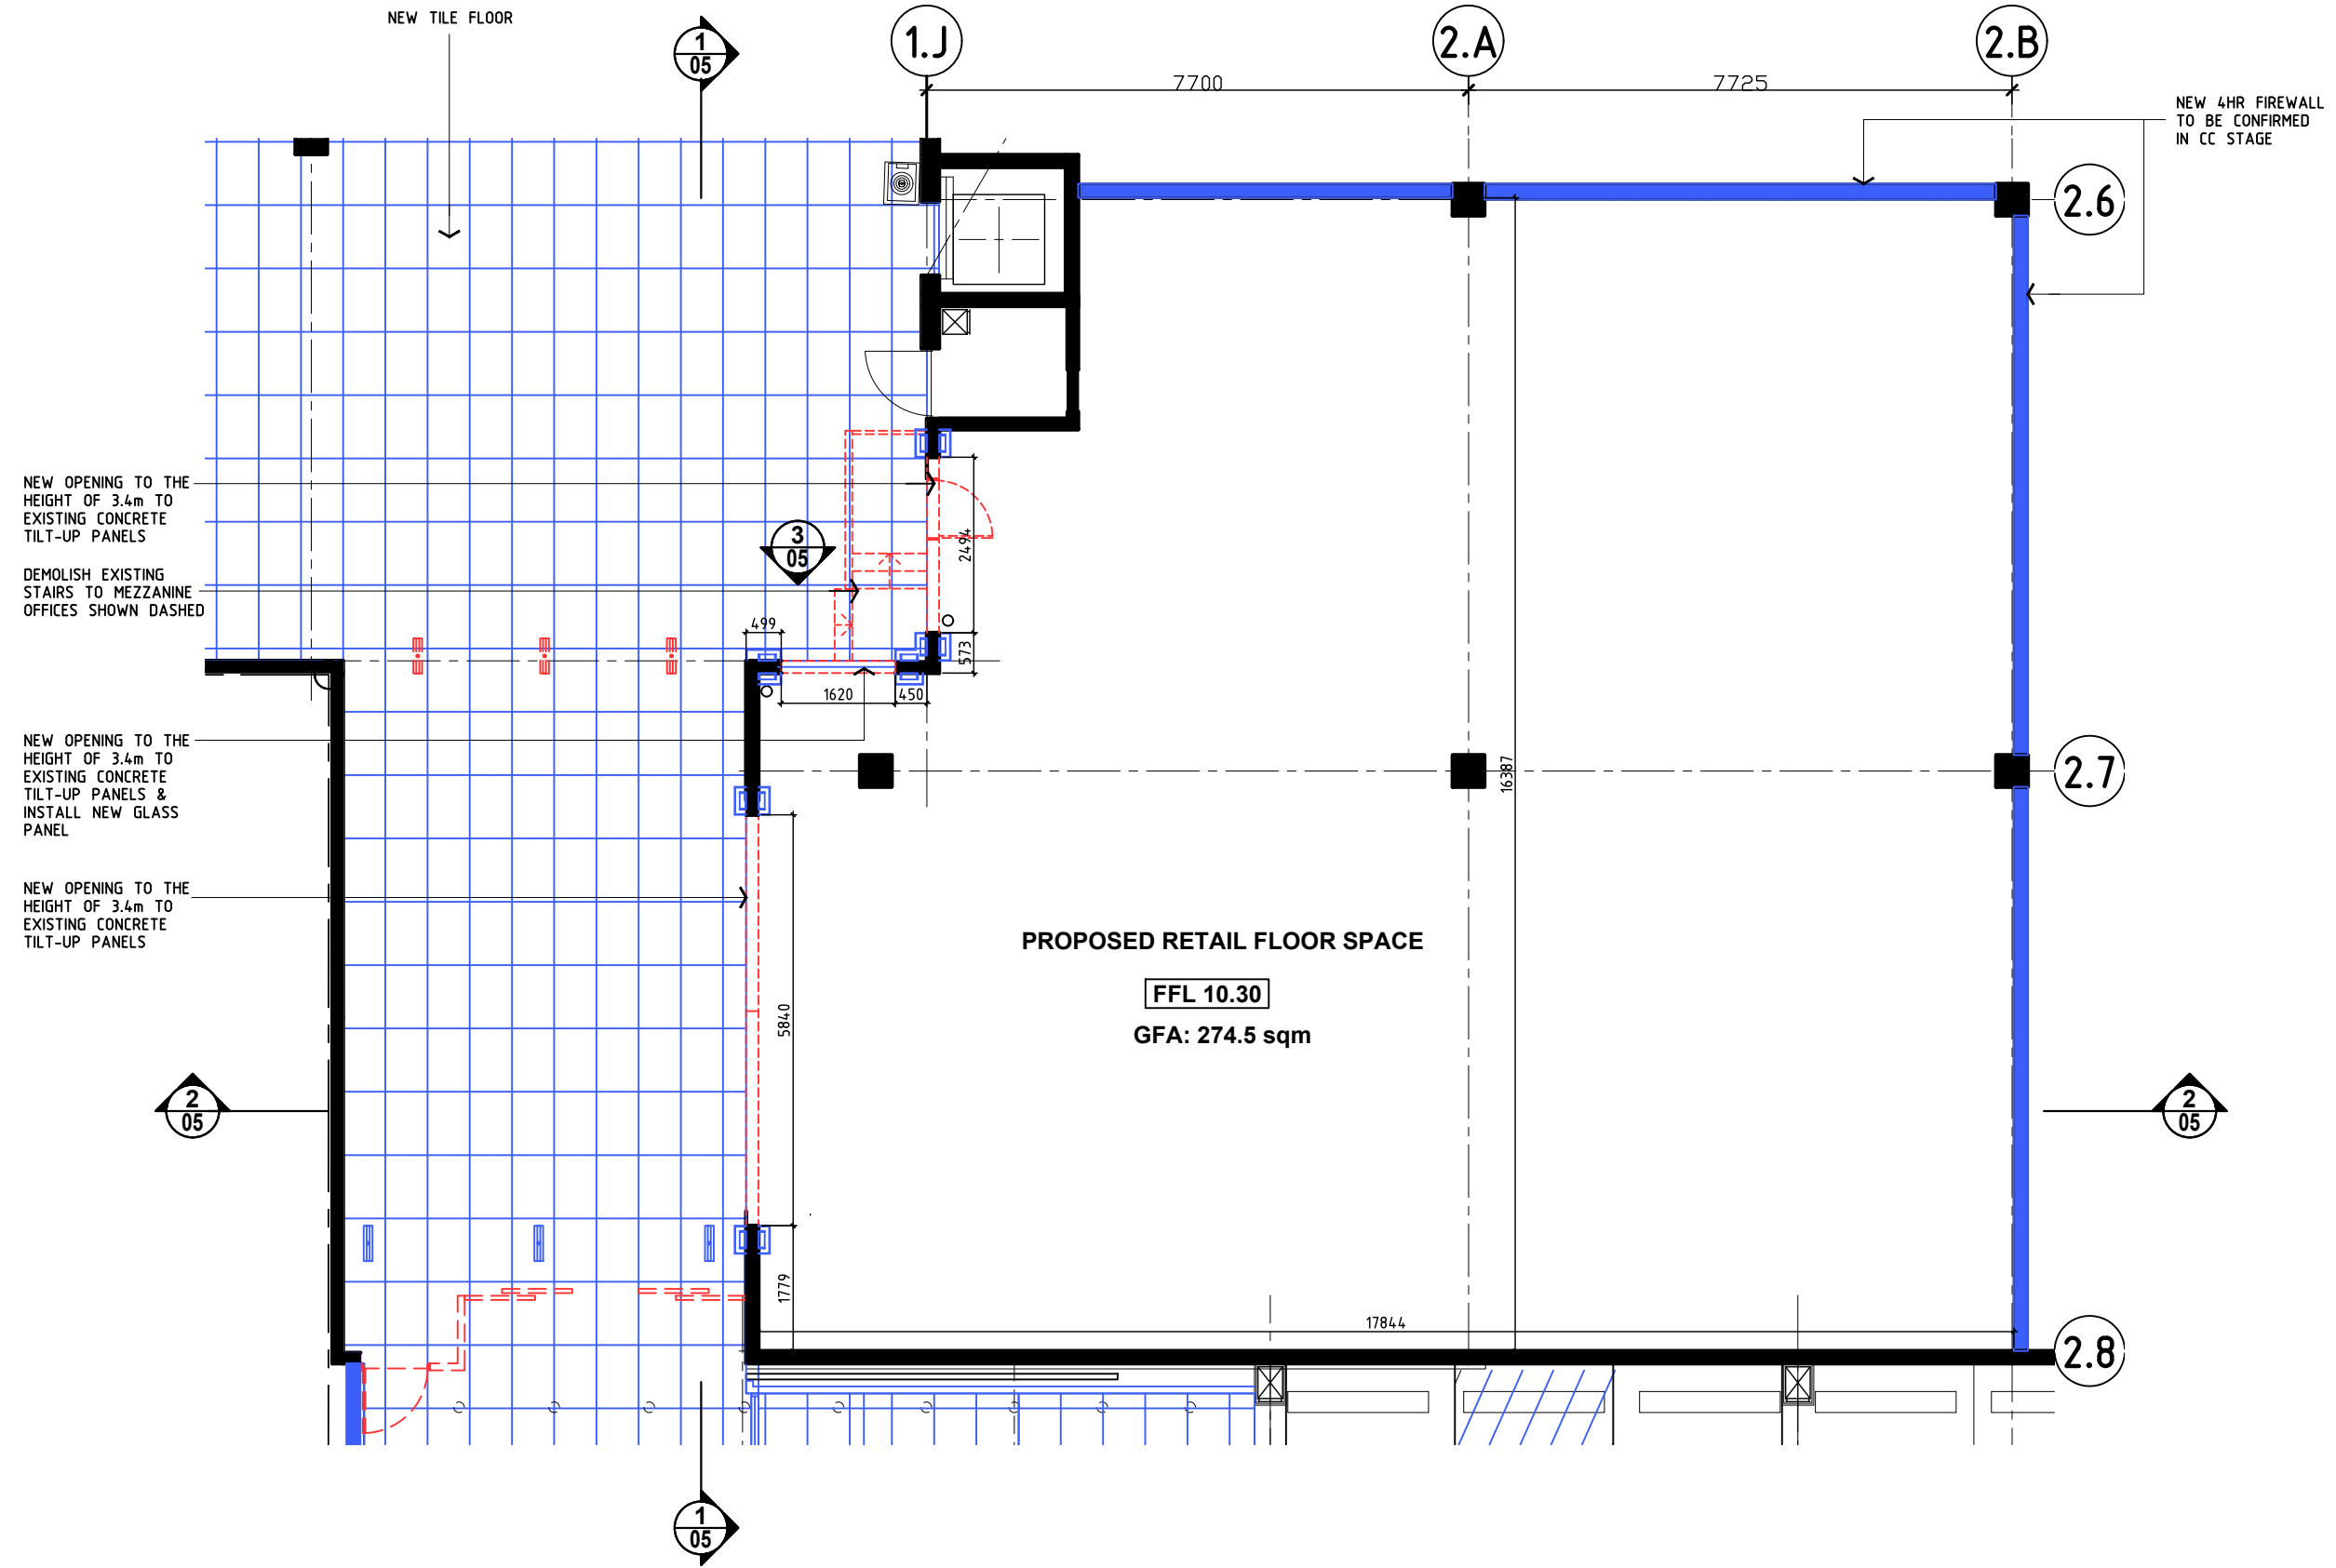 NEW TILE FLOOR
1
05
1.J
2.A
2.B
7700
7725
NEW 4HR FIREWALL
TO BE CONFIRMED
IN CC STAGE
2.6
NEW OPENING TO THE
HEIGHT OF 3.4m TO
EXISTING CONCRETE
TILT-UP PANELS
DEMOLISH EXISTING
STAIRS TO MEZZANINE
OFFICES SHOWN DASHED
3
05
2494
499
573
1620
450
NEW OPENING TO THE
HEIGHT OF 3.4m TO
EXISTING CONCRETE
TILT-UP PANELS &
INSTALL NEW GLASS
PANEL
16387
2.7
NEW OPENING TO THE
HEIGHT OF 3.4m TO
EXISTING CONCRETE
TILT-UP PANELS
PROPOSED RETAIL FLOOR SPACE
FFL 10.30
GFA: 274.5 sqm
5840
2
05
2
05
1779
17844
2.8
1
05